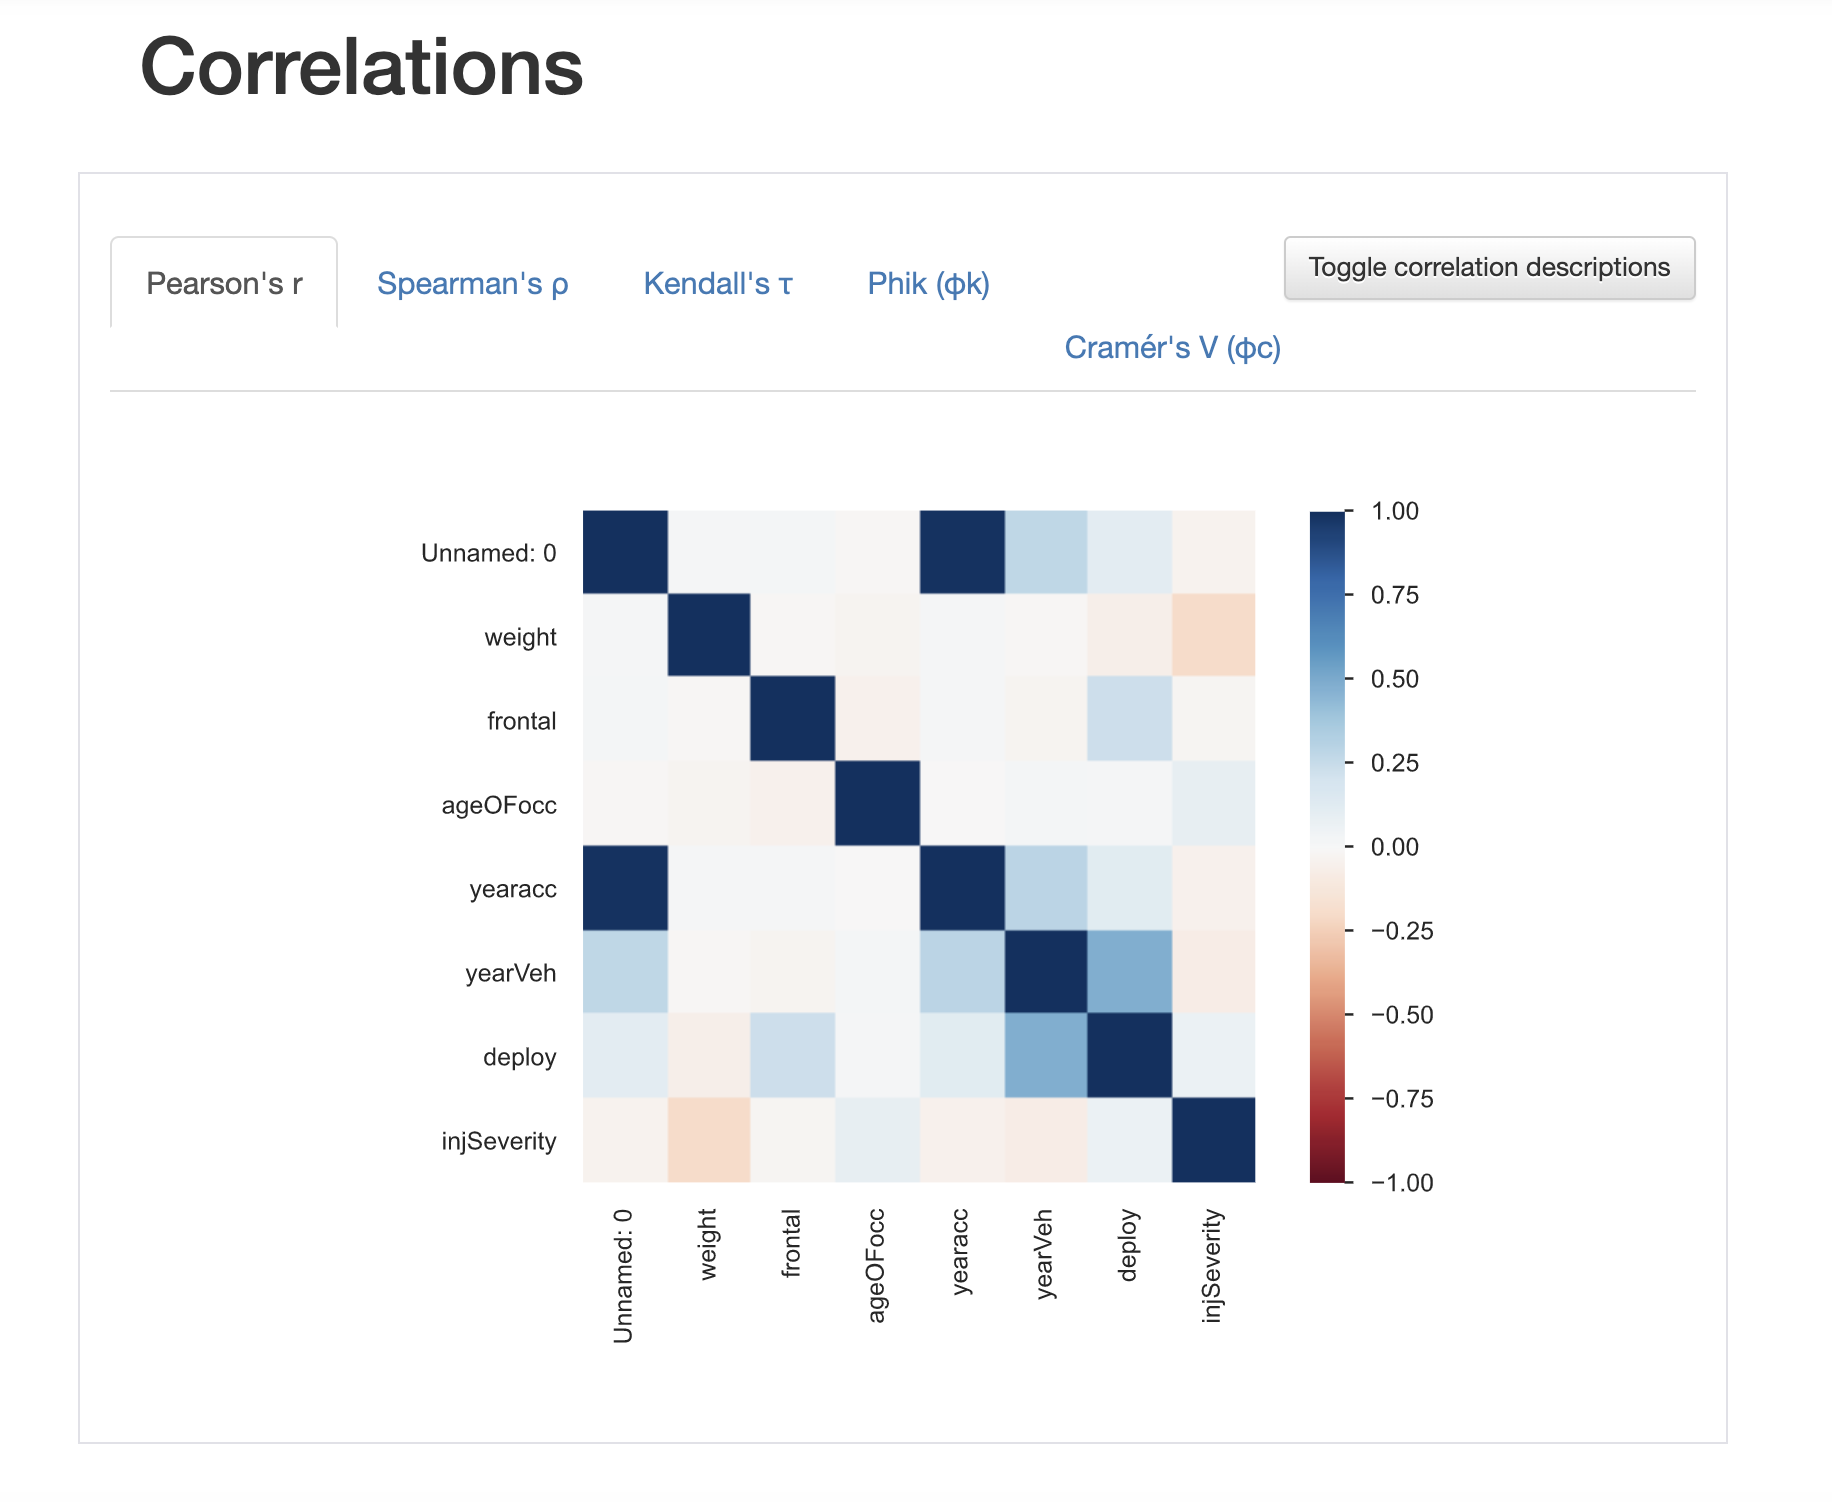 Correlations
Pearson's r
Spearman's ρ
Kendall's τ
Phik (φk)
Toggle correlation descriptions
Cramér's V (φc)
Unnamed: 0
weight
frontal
ageOFocc
yearacc
yearVeh
deploy
injSeverity
Unnamed: 0
weight
frontal
ageOFocc
yearacc
yearVeh
deploy
injSeverity
1.00
0.75
0.50
0.25
0.00
−0.25
−0.50
−0.75
−1.00